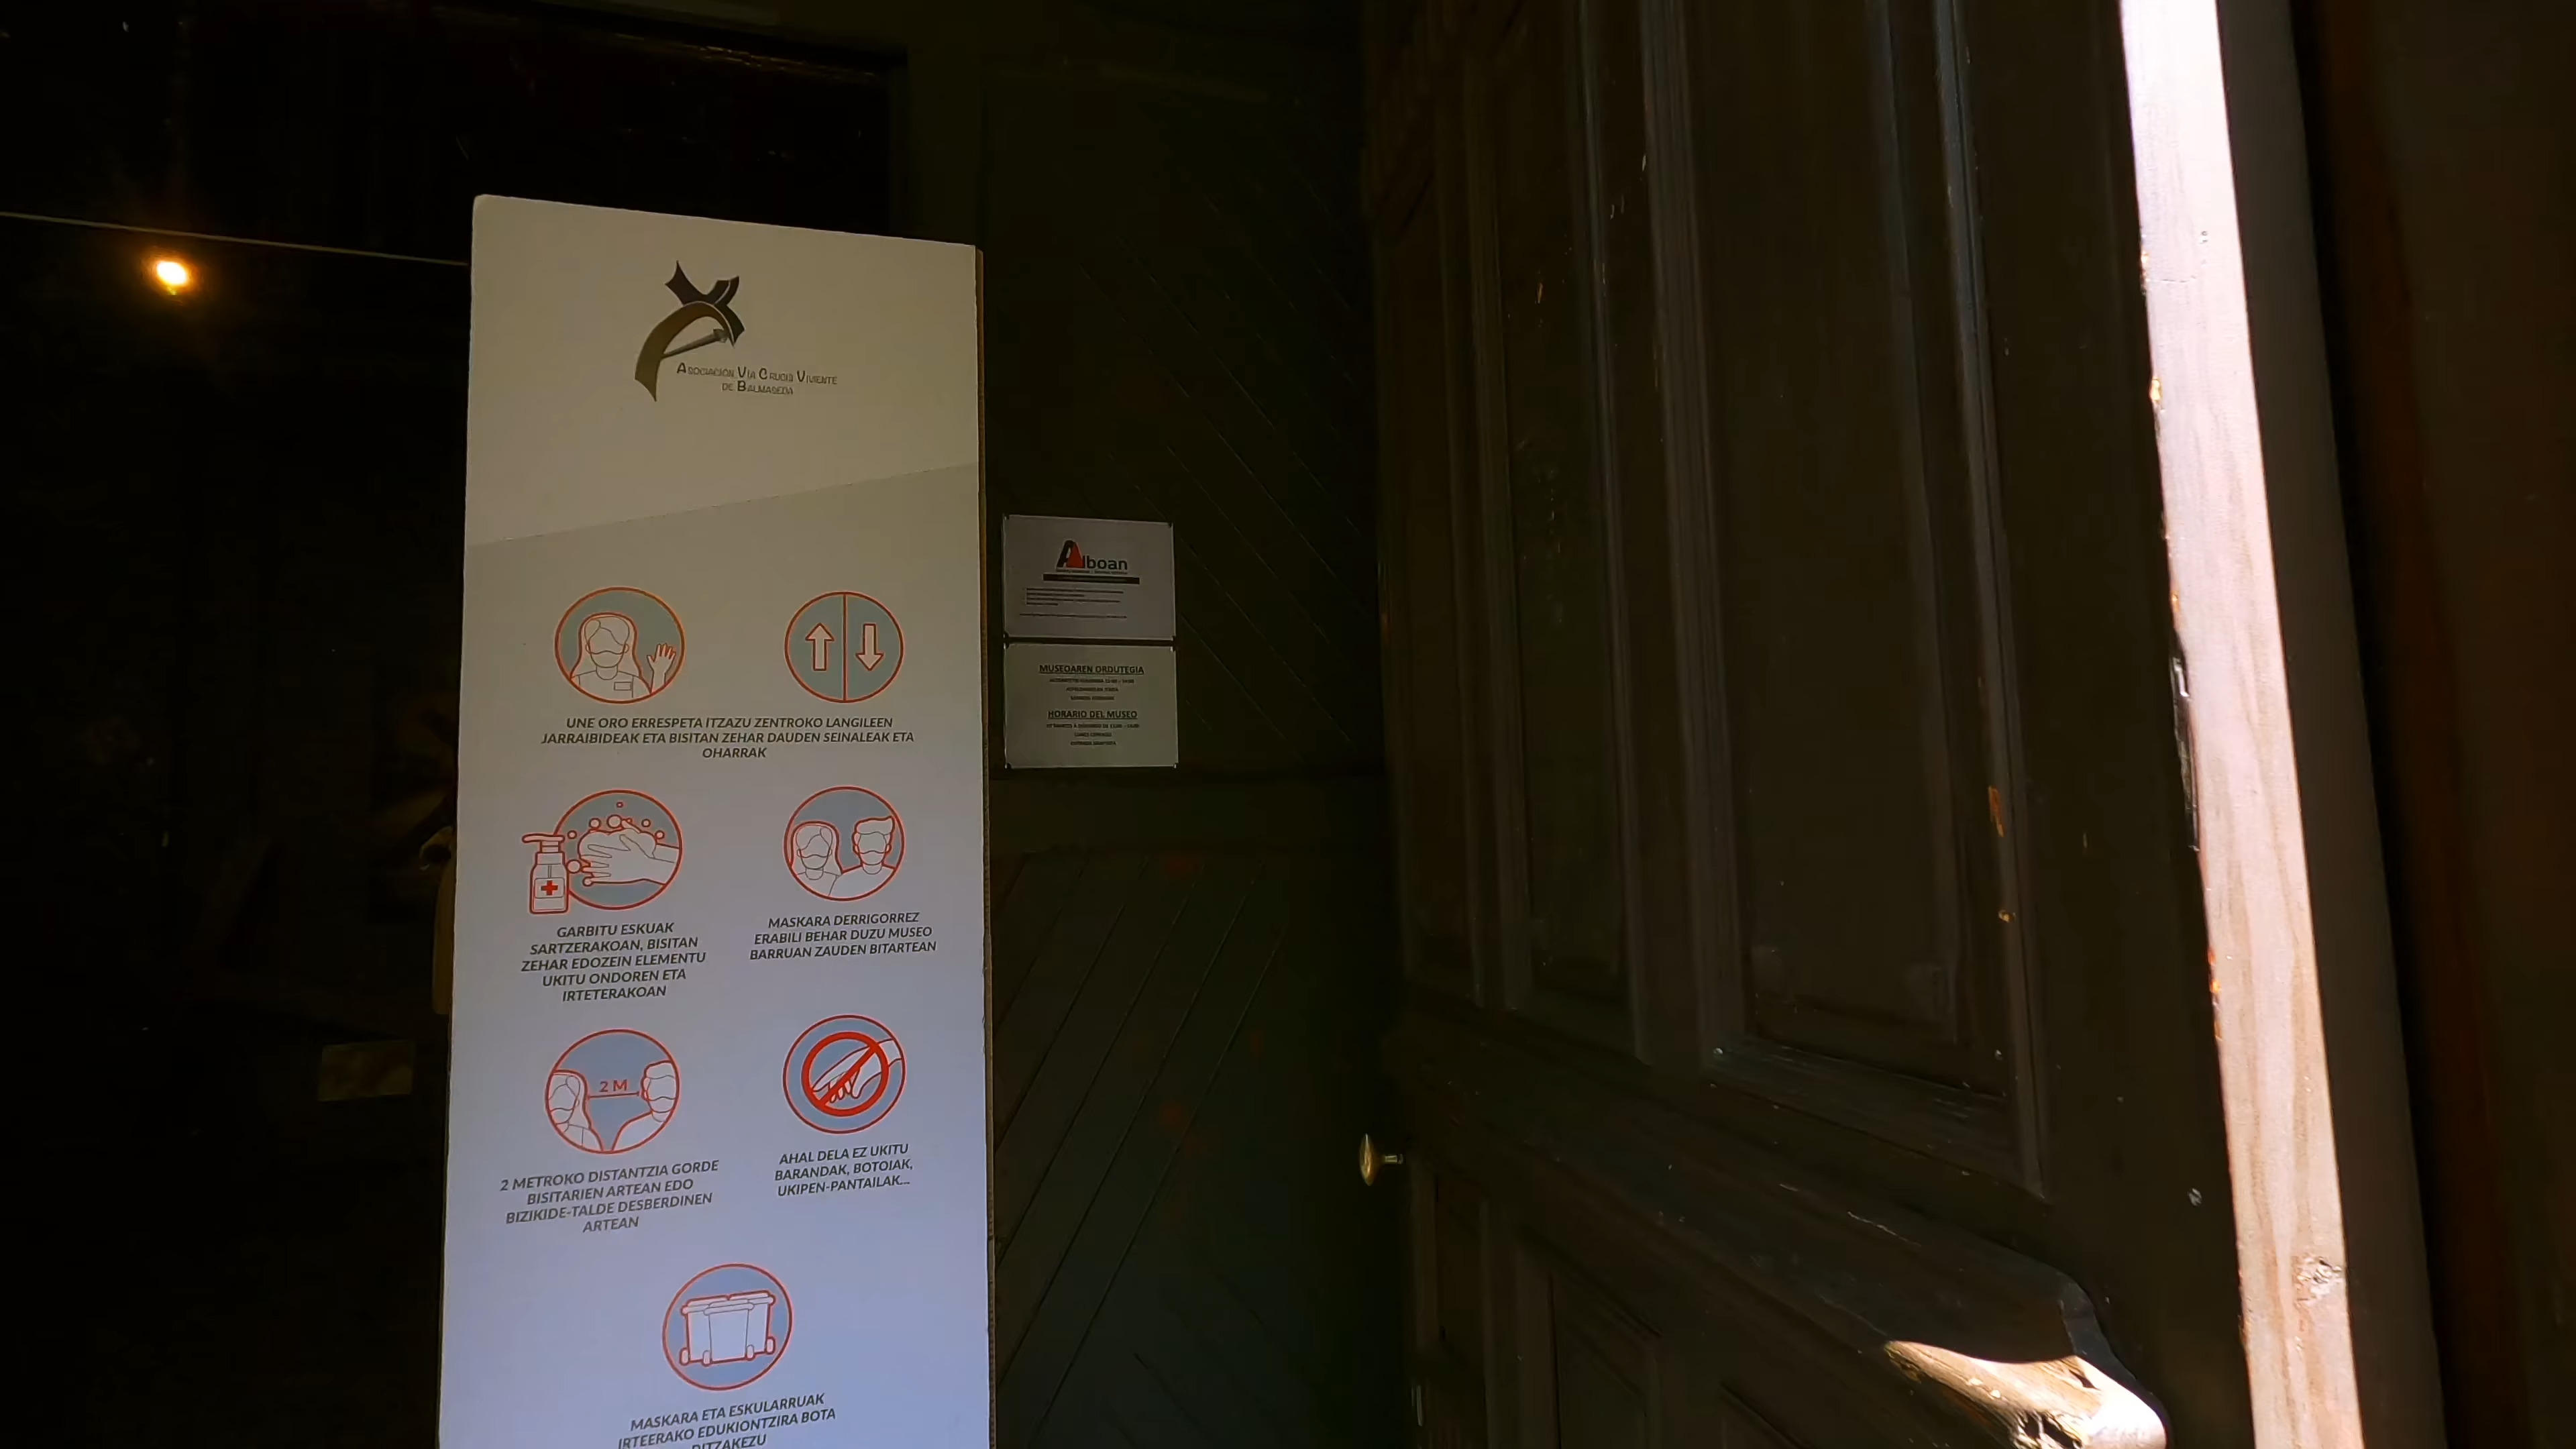 ASOCIACIÓN VIA CRUCIS VIVIENTE
DE BALMASEDA
UNE ORO ERRESPETA ITZAZU ZENTROKO LANGILEEN
JARRAIBIDEAK ETA BISITAN ZEHAR DAUDEN SEINALEAK ETA
OHARRAK
GARBITU ESKUAK
SARTZERAKOAN, BISITAN
ZEHAR EDOZEIN ELEMENTU
UKITU ONDOREN ETA
IRTETERAKOAN
MASKARA DERRIGORREZ
ERABILI BEHAR DUZU MUSEO
BARRUAN ZAUDEN BITARTEAN
2 M
2 METROKO DISTANTZIA GORDE
BISITARIEN ARTEAN EDO
BIZIKIDE-TALDE DESBERDINEN
ARTEAN
AHAL DELA EZ UKITU
BARANDAK, BOTOIAK,
UKIPEN-PANTAILAK...
MASKARA ETA ESKULARRUAK
IRTEERAKO EDUKIONTZIRA BOTA
DITZAKEZU
Alboan
MUSEOAREN ORDUTEGIA
HORARIO DEL MUSEO